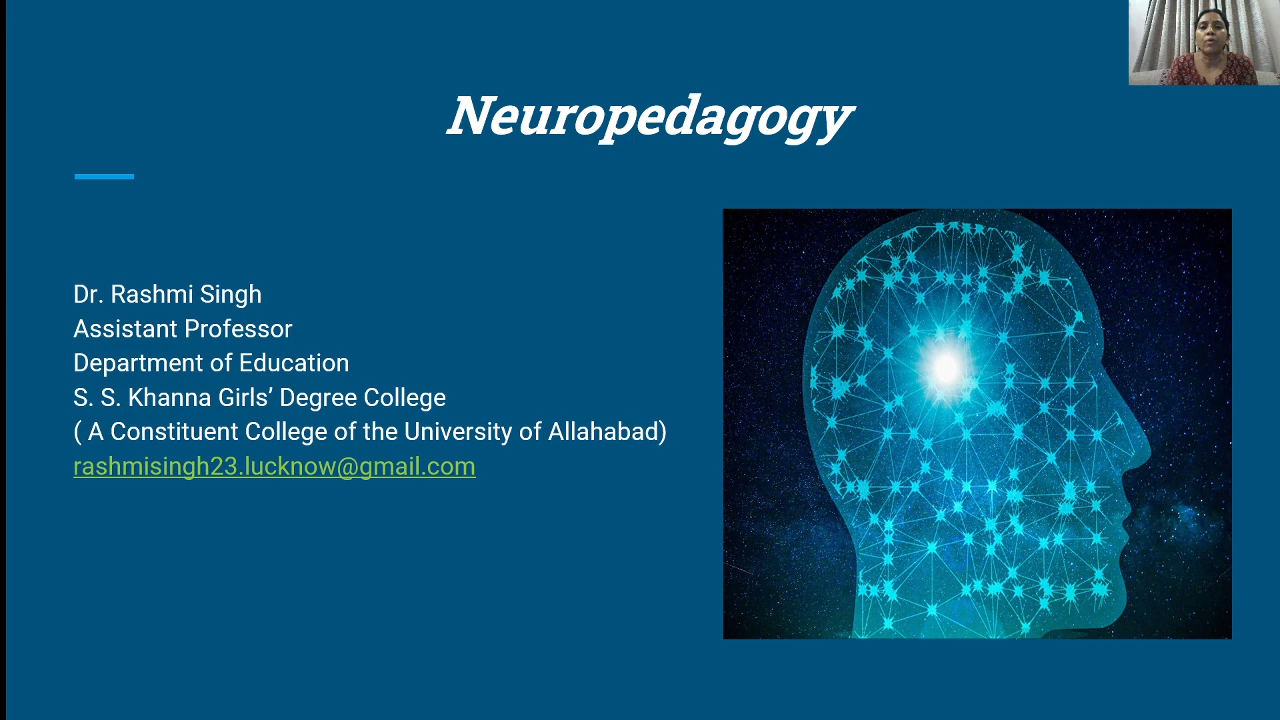 Neuropedagogy
Dr. Rashmi Singh
Assistant Professor
Department of Education
S. S. Khanna Girls’ Degree College
( A Constituent College of the University of Allahabad)
rashmisingh23.lucknow@gmail.com